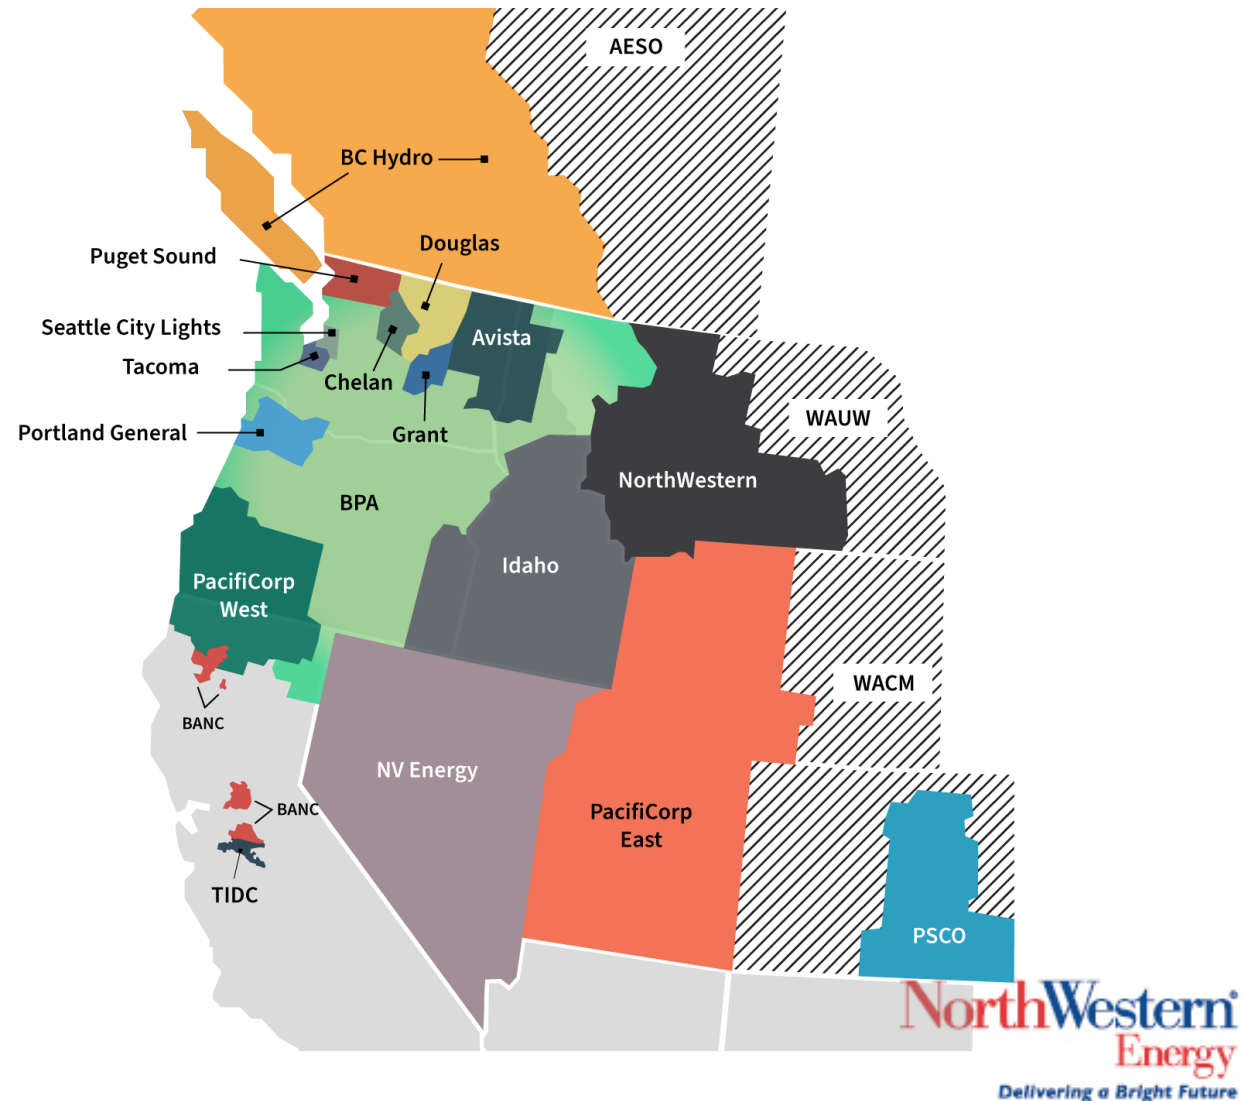 AESO
BC Hydro
Douglas
Puget Sound
Seattle City Lights
Avista
Tacoma
Chelan
WAUW
Portland General
Grant
NorthWestern
BPA
Idaho
PacifiCorp
West
WACM
BANC
NV Energy
BANC
PacifiCorp
East
TIDC
PSCO
NorthWestern®
Energy
Delivering a Bright Future